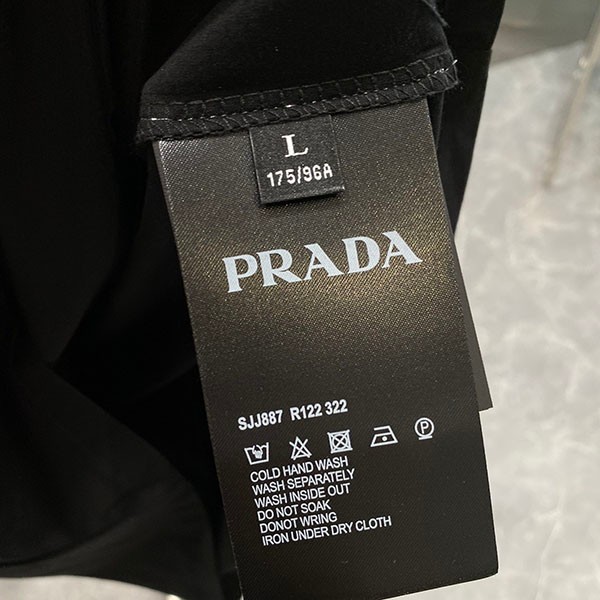 L
175/96A
PRADA
SJJ887 R122 322
P
COLD HAND WASH
WASH SEPARATELY
WASH INSIDE OUT
DO NOT SOAK
DONOT WRING
IRON UNDER DRY CLOTH